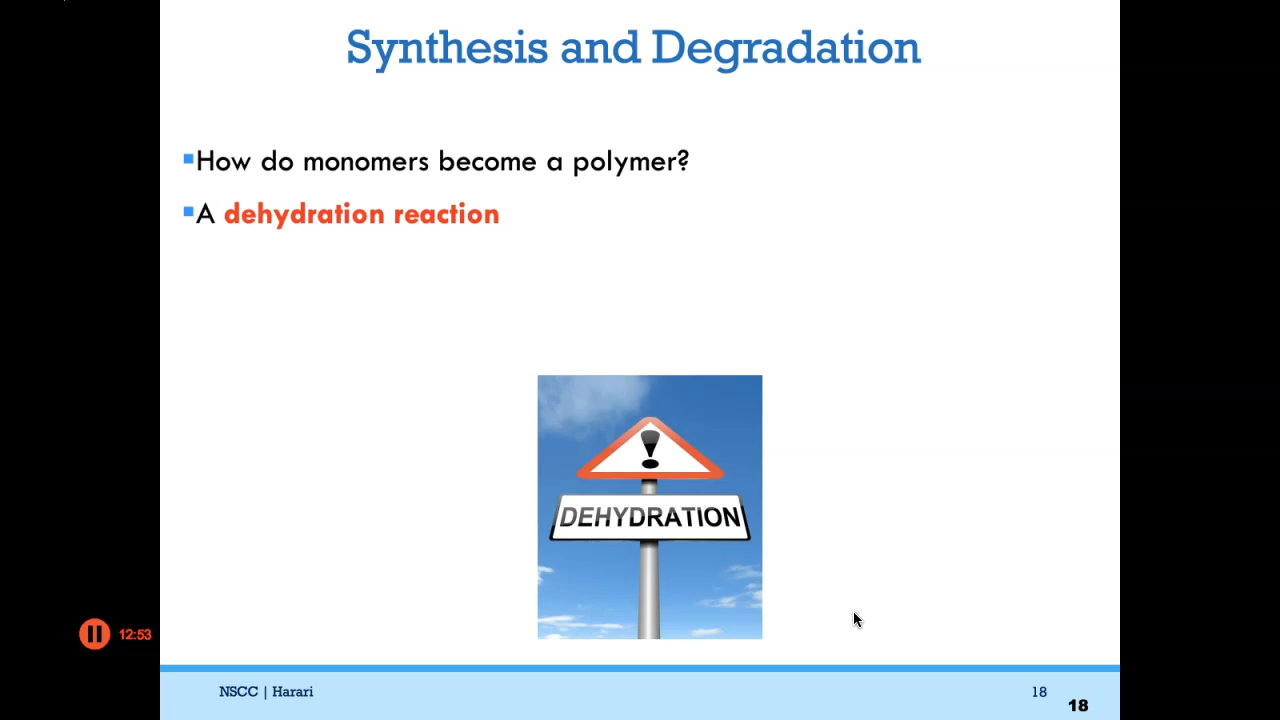 Synthesis and Degradation
How do monomers become a polymer?
A dehydration reaction
DEHYDRATION
12:53
NSCC | Harari
18
18